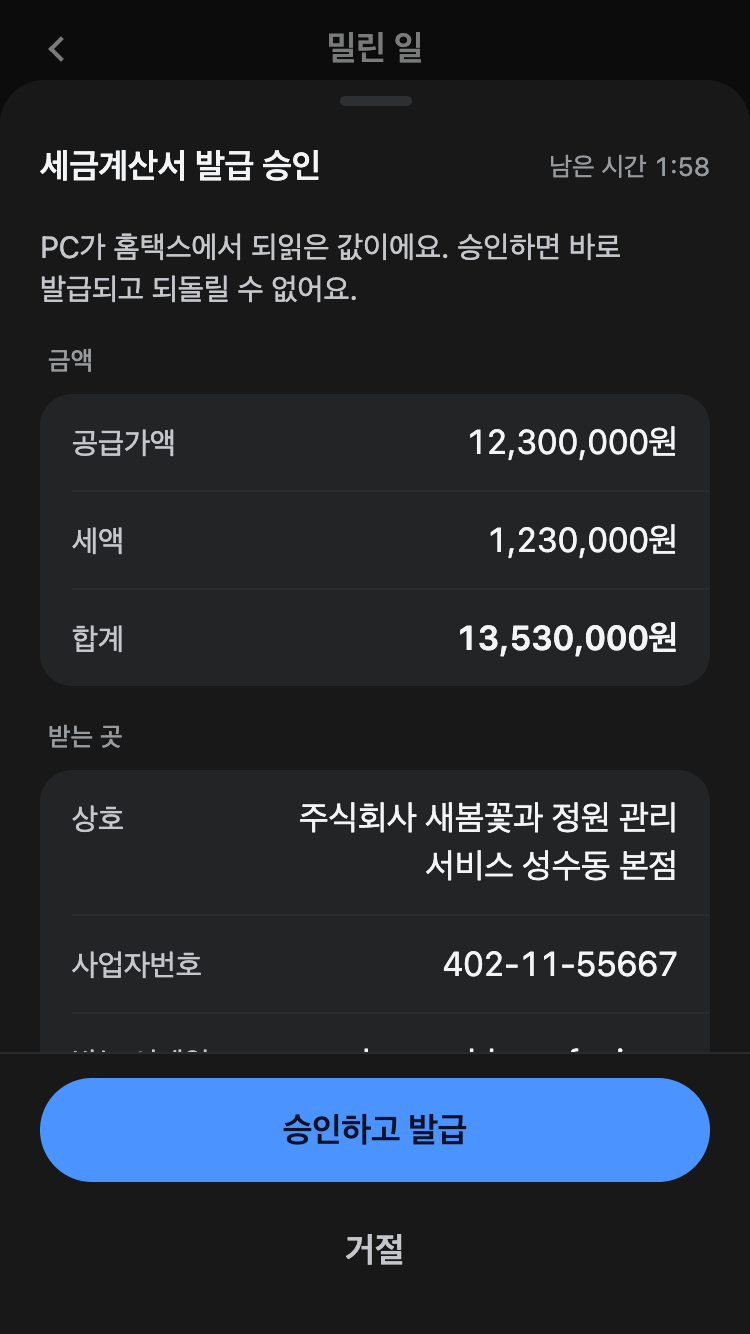 밀린 일
세금계산서 발급 승인
남은 시간 1:58
PC가 홈택스에서 되읽은 값이에요. 승인하면 바로
발급되고 되돌릴 수 없어요.
금액
공급가액 12,300,000원
세액 1,230,000원
합계 13,530,000원
받는 곳
상호 주식회사 새봄꽃과 정원 관리
서비스 성수동 본점
사업자번호 402-11-55667
승인하고 발급
거절